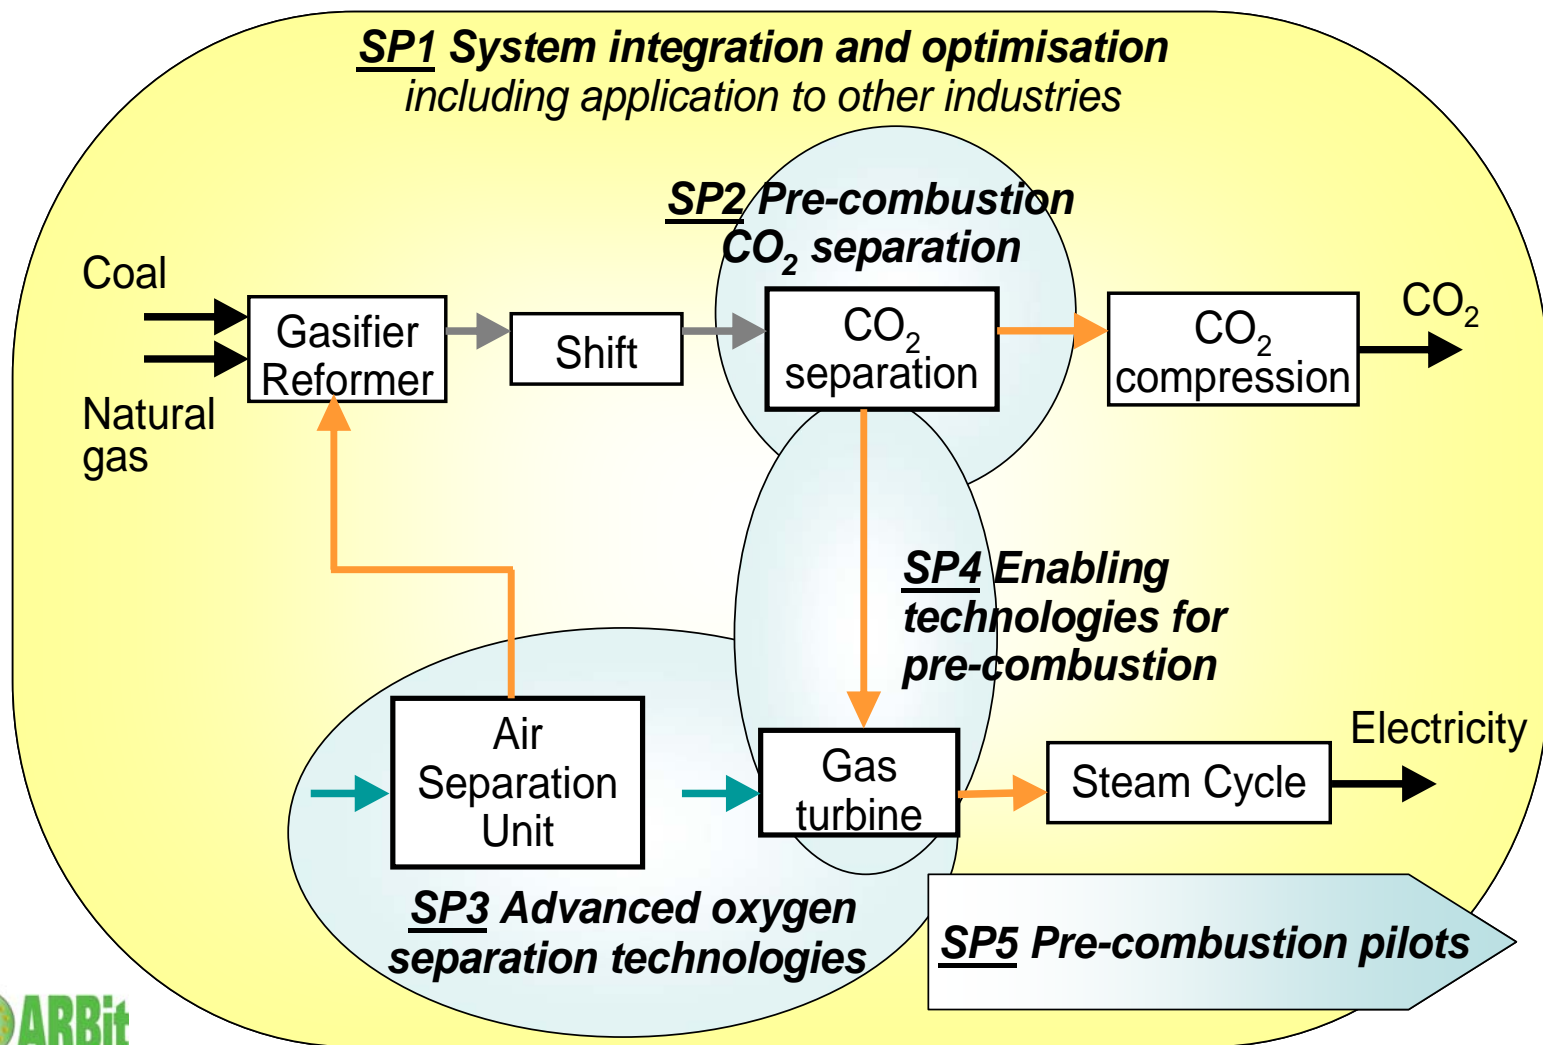 SP1 System integration and optimisation
including application to other industries
SP2 Pre-combustion
CO₂ separation
Coal
Natural
gas
Gasifier
Reformer
Shift
CO₂
separation
CO₂
compression
CO₂
SP4 Enabling
technologies for
pre-combustion
Air
Separation
Unit
Gas
turbine
Steam Cycle
Electricity
SP3 Advanced oxygen
separation technologies
SP5 Pre-combustion pilots
ARBit